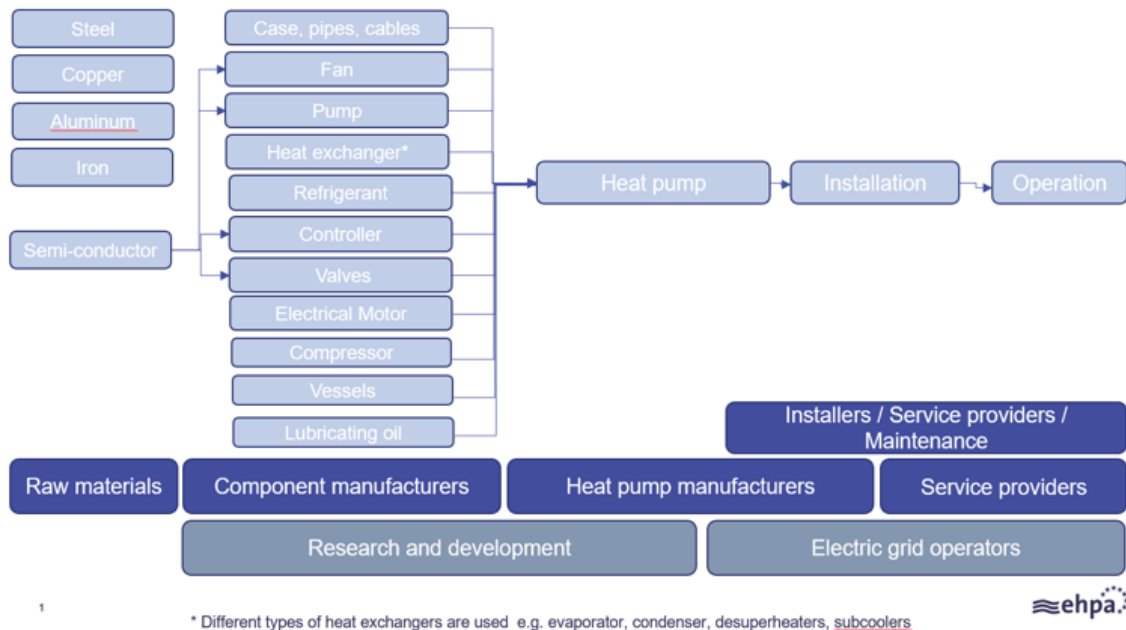 Steel
Copper
Aluminum
Iron
Semi-conductor
Case, pipes, cables
Fan
Pump
Heat exchanger*
Refrigerant
Controller
Valves
Electrical Motor
Compressor
Vessels
Lubricating oil
Heat pump
Installation
Operation
Installers / Service providers /
Maintenance
Raw materials
Component manufacturers
Heat pump manufacturers
Service providers
Research and development
Electric grid operators
1
* Different types of heat exchangers are used e.g. evaporator, condenser, desuperheaters, subcoolers
ehpa